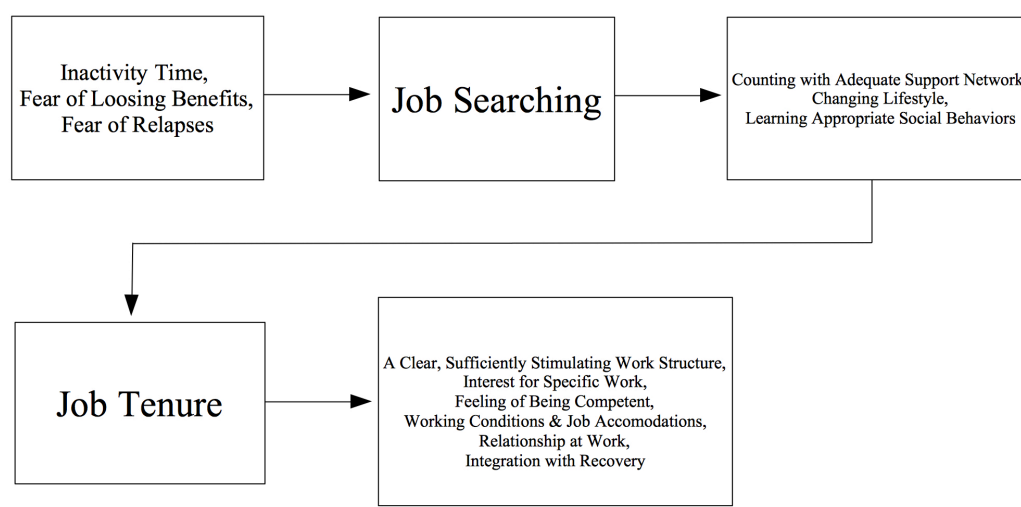 Inactivity Time,
Fear of Loosing Benefits,
Fear of Relapses
Job Searching
Counting with Adequate Support Network
Changing Lifestyle,
Learning Appropriate Social Behaviors
Job Tenure
A Clear, Sufficiently Stimulating Work Structure,
Interest for Specific Work,
Feeling of Being Competent,
Working Conditions & Job Accomodations,
Relationship at Work,
Integration with Recovery